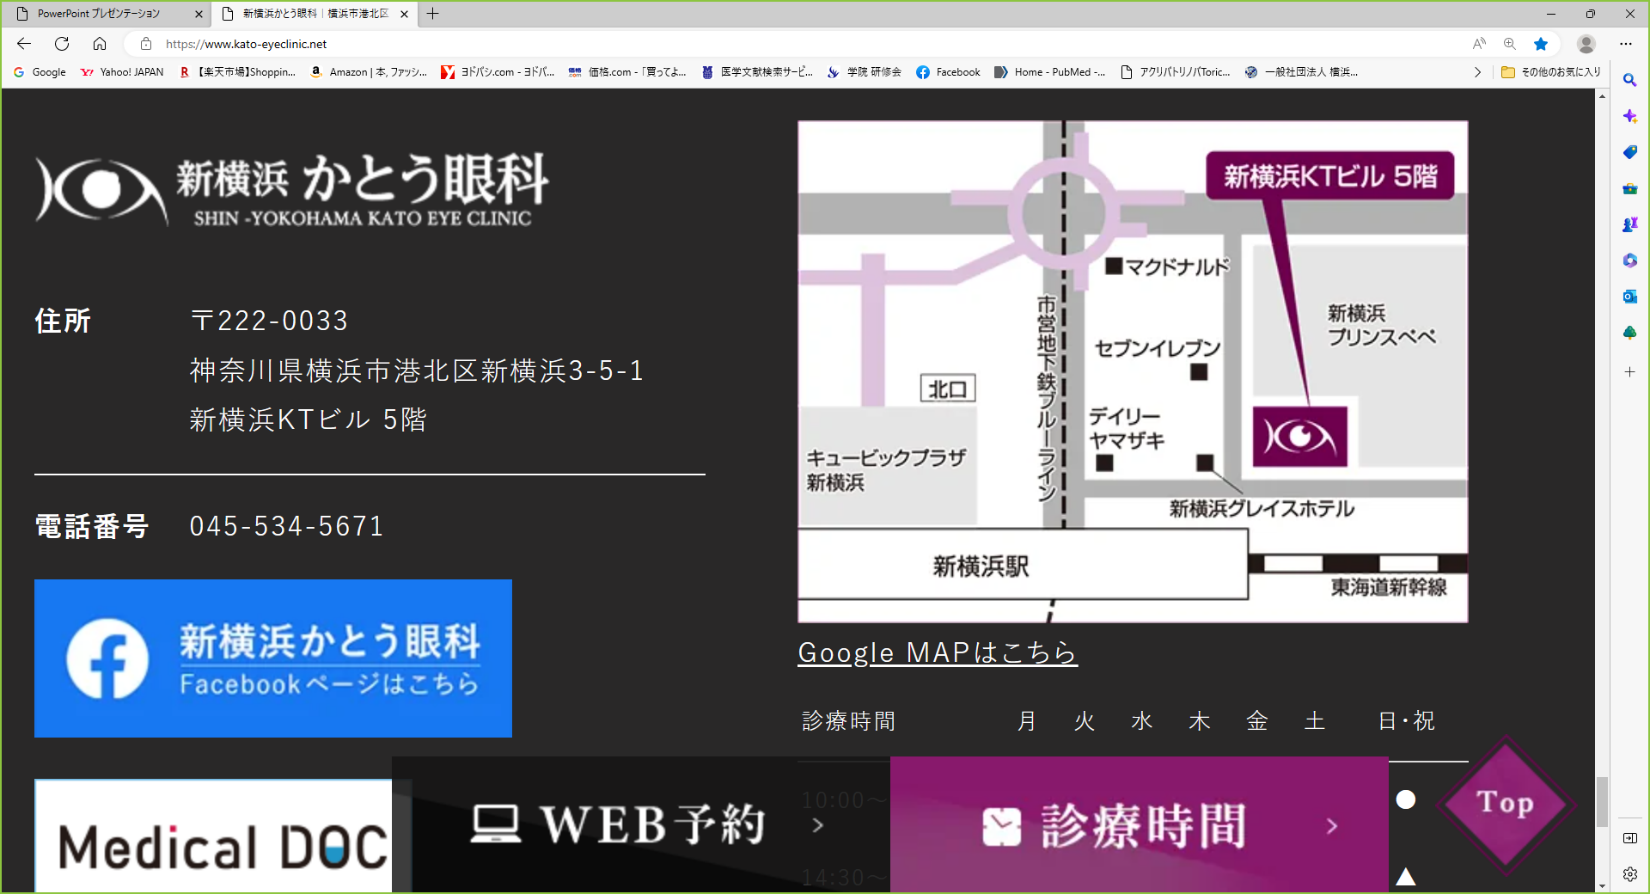 PowerPoint プレゼンテーション
新横浜かとう眼科｜横浜市港北区
https://www.kato-eyeclinic.net
Google
Yahoo! JAPAN
【楽天市場】Shoppin...
Amazon | 本, ファッシ...
ヨドバシ.com - ヨドバ...
価格.com - 「買ってよ...
医学文献検索サービ...
学院 研修会
Facebook
Home - PubMed -...
アクリバトリノバToric...
一般社団法人 横浜...
その他のお気に入り
新横浜 かとう眼科
SHIN -YOKOHAMA KATO EYE CLINIC
住所
〒222-0033
神奈川県横浜市港北区新横浜3-5-1
新横浜KTビル 5階
電話番号 045-534-5671
新横浜かとう眼科
Facebookページはこちら
Medical DOC
新横浜KTビル 5階
マクドナルド
新横浜
プリンスペペ
市営地下鉄ブルーライン
セブンイレブン
北口
デイリー
ヤマザキ
キュービックプラザ
新横浜
新横浜グレイスホテル
新横浜駅
東海道新幹線
Google MAPはこちら
診療時間 月 火 水 木 金 土 日・祝
10:00～ ●
14:30～ ▲
WEB予約
診療時間
Top